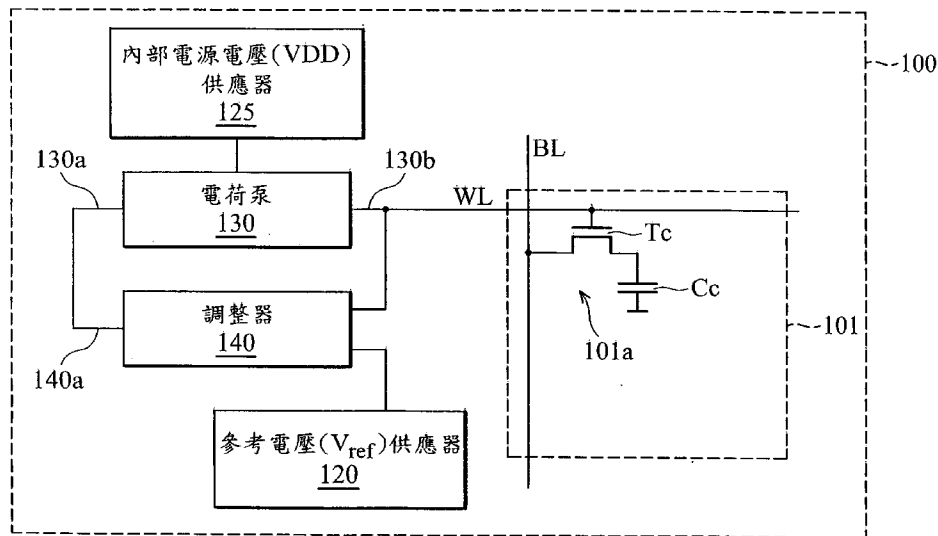 內部電源電壓(VDD)
供應器
125
100
130a
130b
BL
電荷泵
130
WL
Tc
Cc
調整器
140
101
101a
140a
參考電壓(Vref)供應器
120